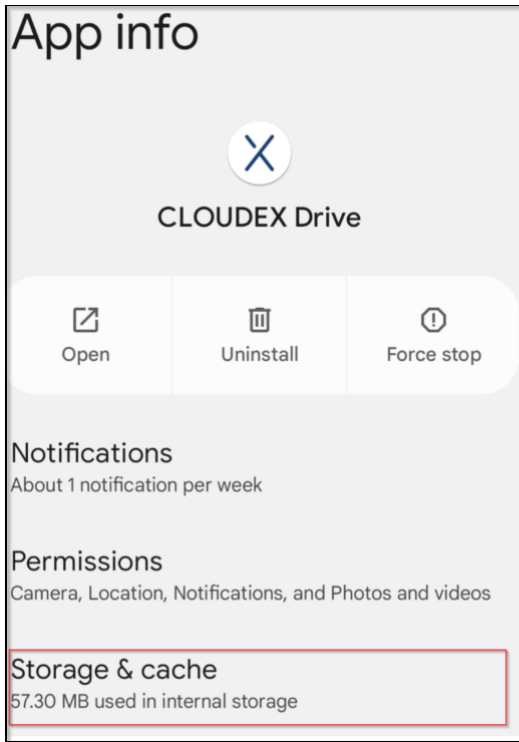 App info
CLOUDEX Drive
Open
Uninstall
Force stop
Notifications
About 1 notification per week
Permissions
Camera, Location, Notifications, and Photos and videos
Storage & cache
57.30 MB used in internal storage